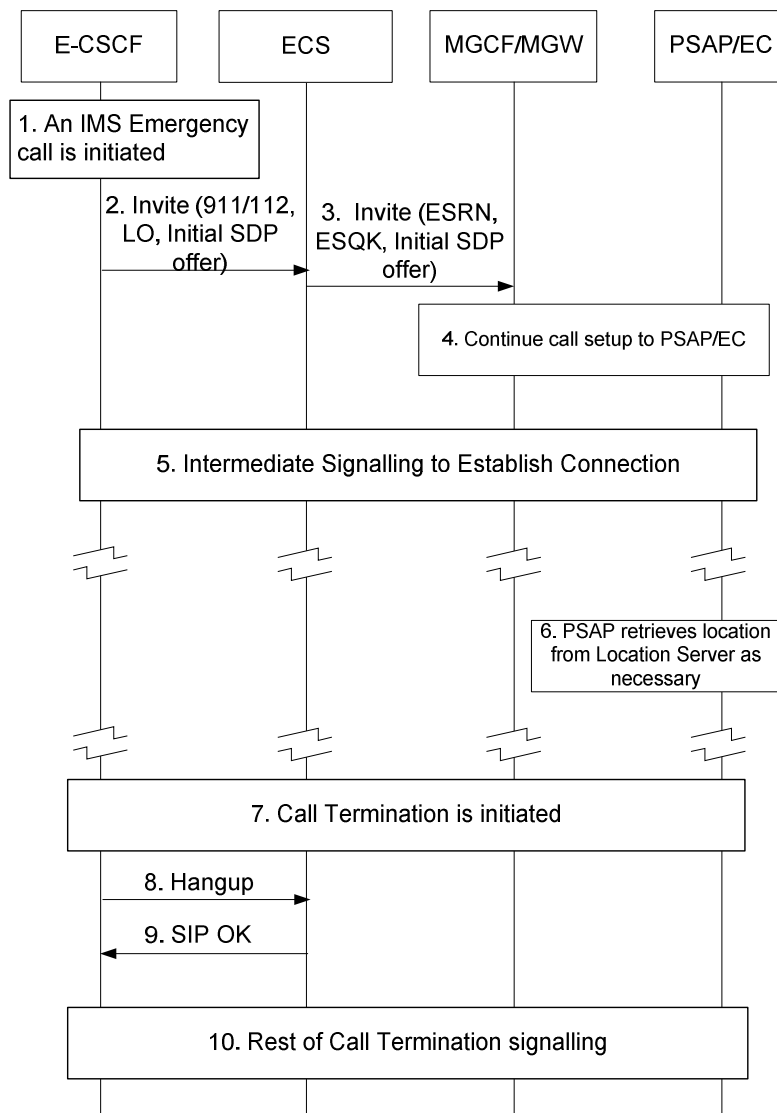 E-CSCF
ECS
MGCF/MGW
PSAP/EC
1. An IMS Emergency
call is initiated
2. Invite (911/112,
LO, Initial SDP
offer)
3. Invite (ESRN,
ESQK, Initial SDP
offer)
4. Continue call setup to PSAP/EC
5. Intermediate Signalling to Establish Connection
6. PSAP retrieves location
from Location Server as
necessary
7. Call Termination is initiated
8. Hangup
9. SIP OK
10. Rest of Call Termination signalling